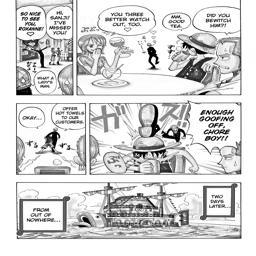 DID YOU
BEWITCH
HIM?!
MM,
GOOD
TEA.
YOU THREE
BETTER WATCH
OUT, TOO.
HI,
SANJI!
I'VE
MISSED
YOU!
SO NICE
TO SEE
YOU,
ROXANNE!
WHAT A
LADY'S
MAN.
ENOUGH
GOOFING
OFF,
CHORE
BOY!!
OFFER
HOT TOWELS
TO OUR
CUSTOMERS.
OKAY...
TWO
DAYS
LATER...
FROM
OUT OF
NOWHERE...